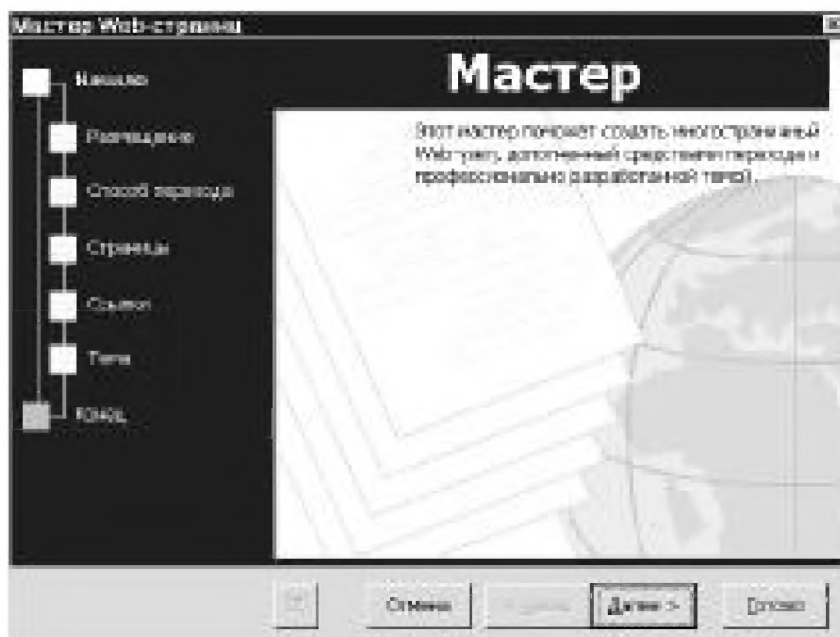 Мастер Web-страниц
Мастер
Начало
Размещение
Способ перехода
Страницы
Ссылки
Тема
Конец
Этот мастер поможет создать многостраничный
Web-узел, дополненный средствами перехода и
профессионально разработанной темой.
Отмена
< Назад
Далее >
Готово